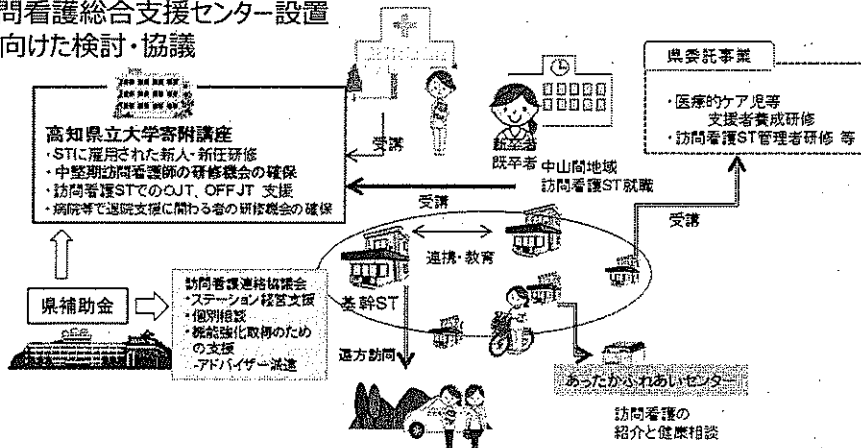 問看護総合支援センター設置
向けた検討・協議
県委託事業
・医療的ケア児等
支援者養成研修
・訪問看護ST管理者研修 等
高知県立大学寄附講座
・STに雇用された新人・新任研修
・中堅期訪問看護師の研修機会の確保
・訪問看護STでのOJT、OFFJT 支援
・病院等で退院支援に関わる者の研修機会の確保
受講
新卒者
既卒者
中山間地域
訪問看護ST就職
受講
受講
連携・教育
基幹ST
県補助金
訪問看護連絡協議会
・ステーション経営支援
・個別相談
・機能強化取得のため
の支援
-アドバイザー派遣
遠方訪問
あったかふれあいセンター
訪問看護の
紹介と健康相談